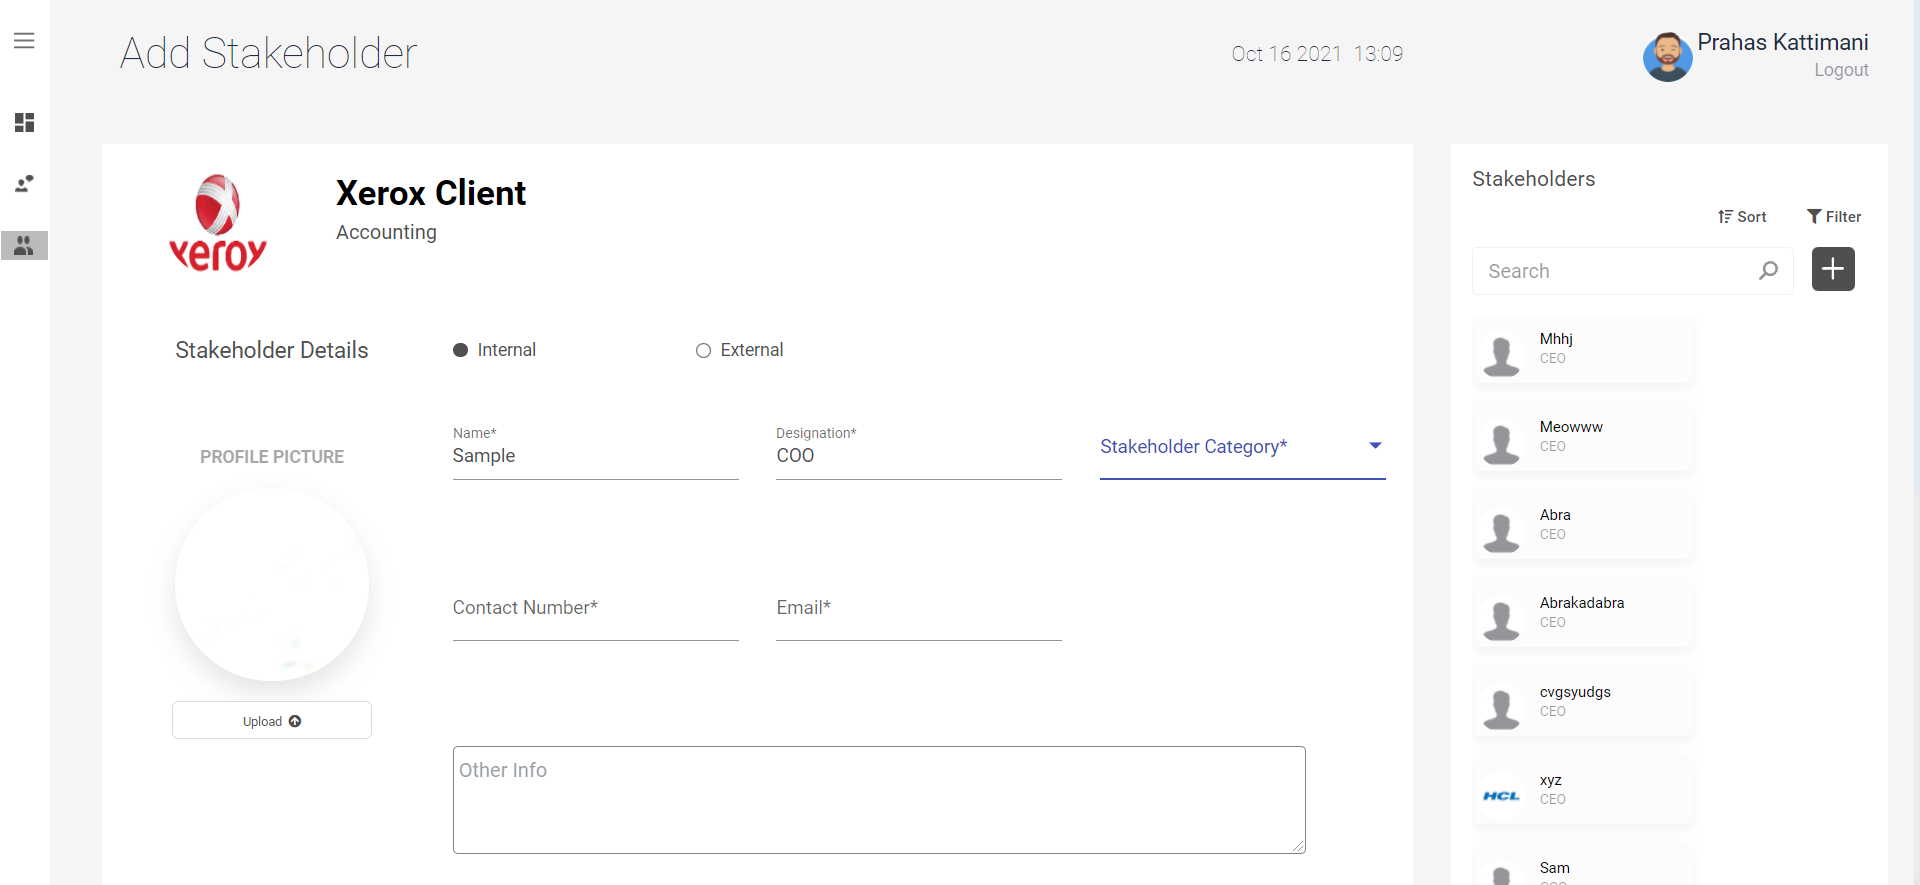 Add Stakeholder
Oct 16 2021 13:09
Prahas Kattimani
Logout
xeroy
Xerox Client
Accounting
Stakeholder Details
Internal
External
PROFILE PICTURE
Name*
Sample
Designation*
COO
Stakeholder Category*
Contact Number*
Email*
Upload
Other Info
Stakeholders
Sort
Filter
Search
Mhhj
CEO
Meowww
CEO
Abra
CEO
Abrakadabra
CEO
cvgsyudgs
CEO
HCL
xyz
CEO
Sam